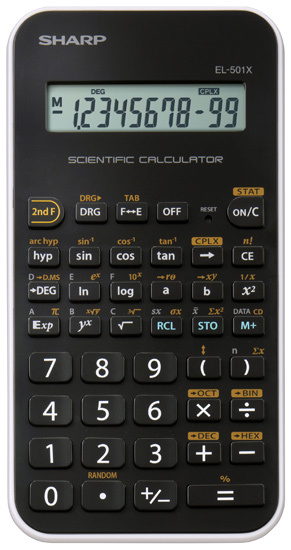 SHARP
EL-501X
DEG CPLX
M -1,2345678-99
SCIENTIFIC CALCULATOR
DRG▶ TAB STAT
2nd F DRG F↔E OFF RESET ON/C
arc hyp sin⁻¹ cos⁻¹ tan⁻¹ CPLX n!
hyp sin cos tan → CE
D →D.MS E eˣ F 10ˣ →rθ →xy 1/x
→DEG ln log a b x²
A π B ˣ√y C ³√ sx σx x̄ Σx² DATA CD
Exp yˣ √ RCL STO M+
↕ n Σx
7 8 9 ( )
→OCT →BIN
4 5 6 × ÷
→DEC →HEX
1 2 3 + −
RANDOM %
0 • +/− =